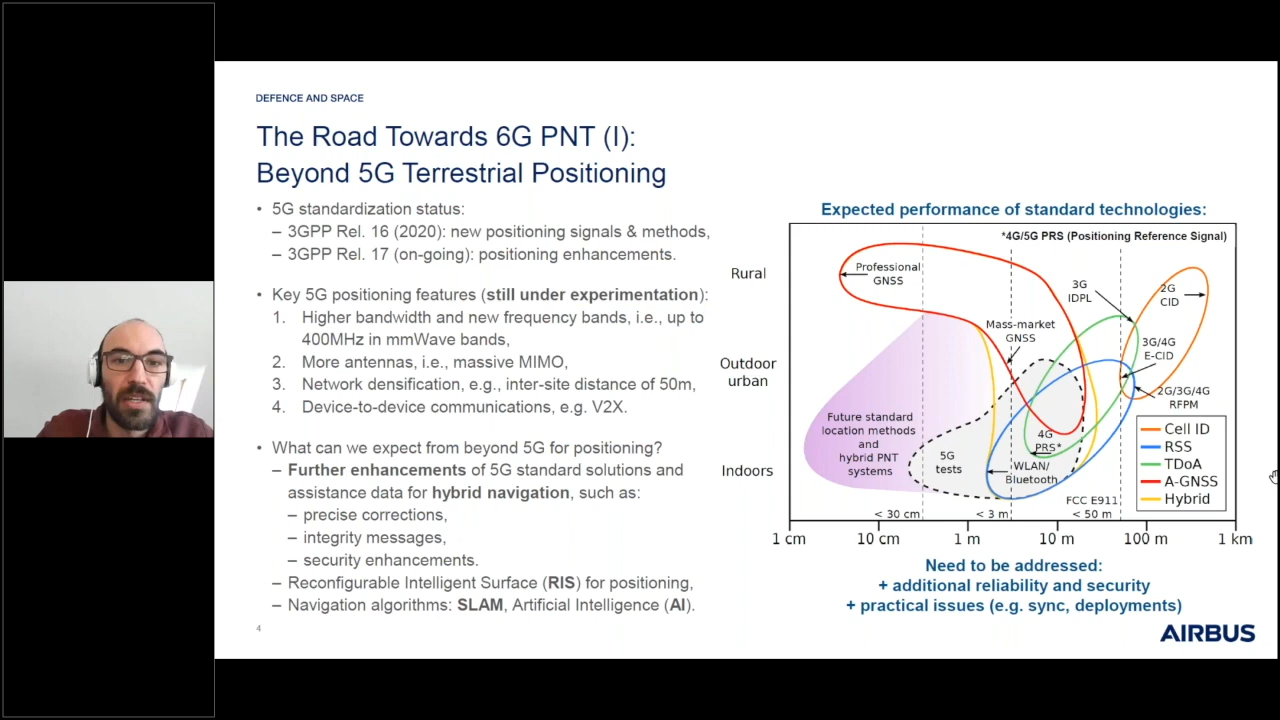 DEFENCE AND SPACE
The Road Towards 6G PNT (I):
Beyond 5G Terrestrial Positioning
• 5G standardization status:
– 3GPP Rel. 16 (2020): new positioning signals & methods,
– 3GPP Rel. 17 (on-going): positioning enhancements.
• Key 5G positioning features (still under experimentation):
1. Higher bandwidth and new frequency bands, i.e., up to
400MHz in mmWave bands,
2. More antennas, i.e., massive MIMO,
3. Network densification, e.g., inter-site distance of 50m,
4. Device-to-device communications, e.g. V2X.
• What can we expect from beyond 5G for positioning?
– Further enhancements of 5G standard solutions and
assistance data for hybrid navigation, such as:
– precise corrections,
– integrity messages,
– security enhancements.
– Reconfigurable Intelligent Surface (RIS) for positioning,
– Navigation algorithms: SLAM, Artificial Intelligence (AI).
4
Expected performance of standard technologies:
*4G/5G PRS (Positioning Reference Signal)
Rural
Outdoor
urban
Indoors
Professional
GNSS
Mass-market
GNSS
3G
IDPL
2G
CID
3G/4G
E-CID
2G/3G/4G
RFPM
Future standard
location methods
and
hybrid PNT
systems
5G
tests
4G
PRS*
WLAN/
Bluetooth
Cell ID
RSS
TDoA
A-GNSS
Hybrid
FCC E911
< 30 cm
< 3 m
< 50 m
1 cm
10 cm
1 m
10 m
100 m
1 km
Need to be addressed:
+ additional reliability and security
+ practical issues (e.g. sync, deployments)
AIRBUS